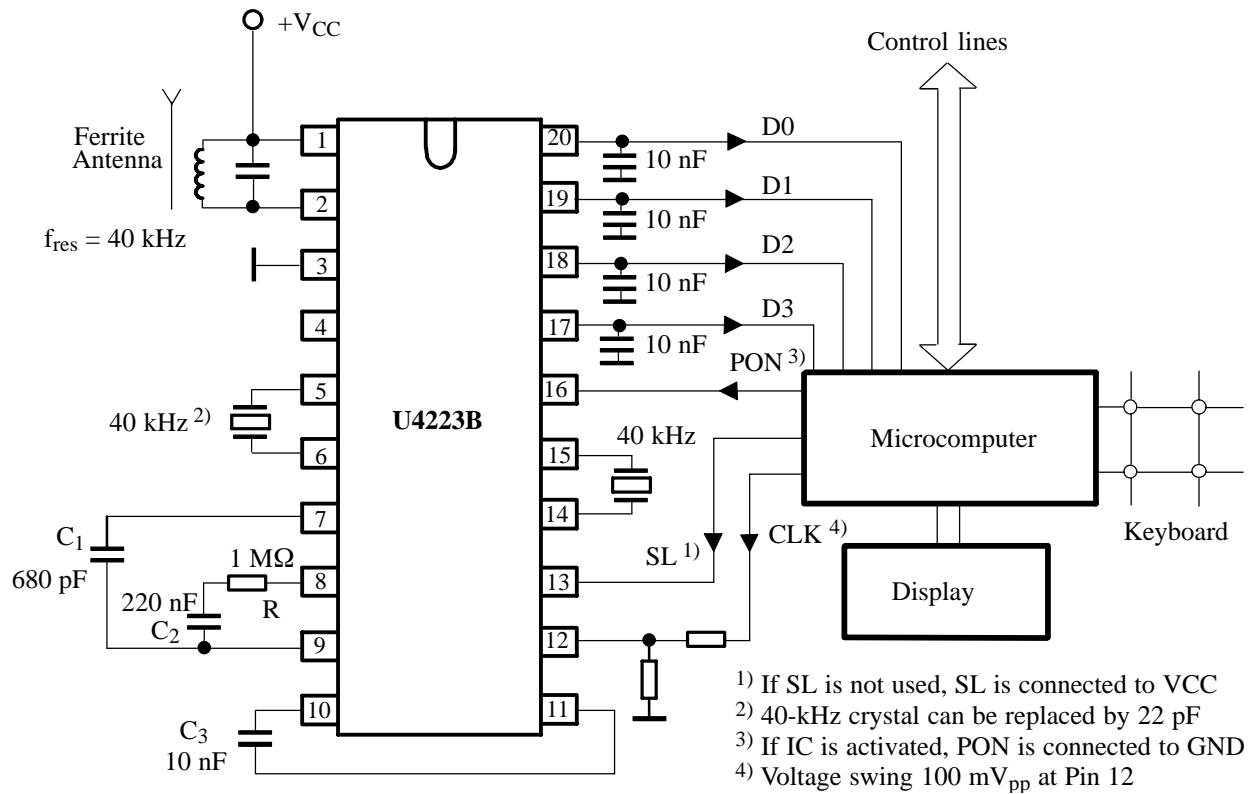 +VCC
Control lines
Ferrite
Antenna
fres = 40 kHz
1
2
3
4
5
6
7
8
9
10
20
19
18
17
16
15
14
13
12
11
U4223B
D0
10 nF
D1
10 nF
D2
10 nF
D3
10 nF
PON 3)
40 kHz 2)
40 kHz
Microcomputer
Keyboard
C1
680 pF
1 MΩ
R
220 nF
C2
SL 1)
CLK 4)
Display
C3
10 nF
1) If SL is not used, SL is connected to VCC
2) 40-kHz crystal can be replaced by 22 pF
3) If IC is activated, PON is connected to GND
4) Voltage swing 100 mVpp at Pin 12